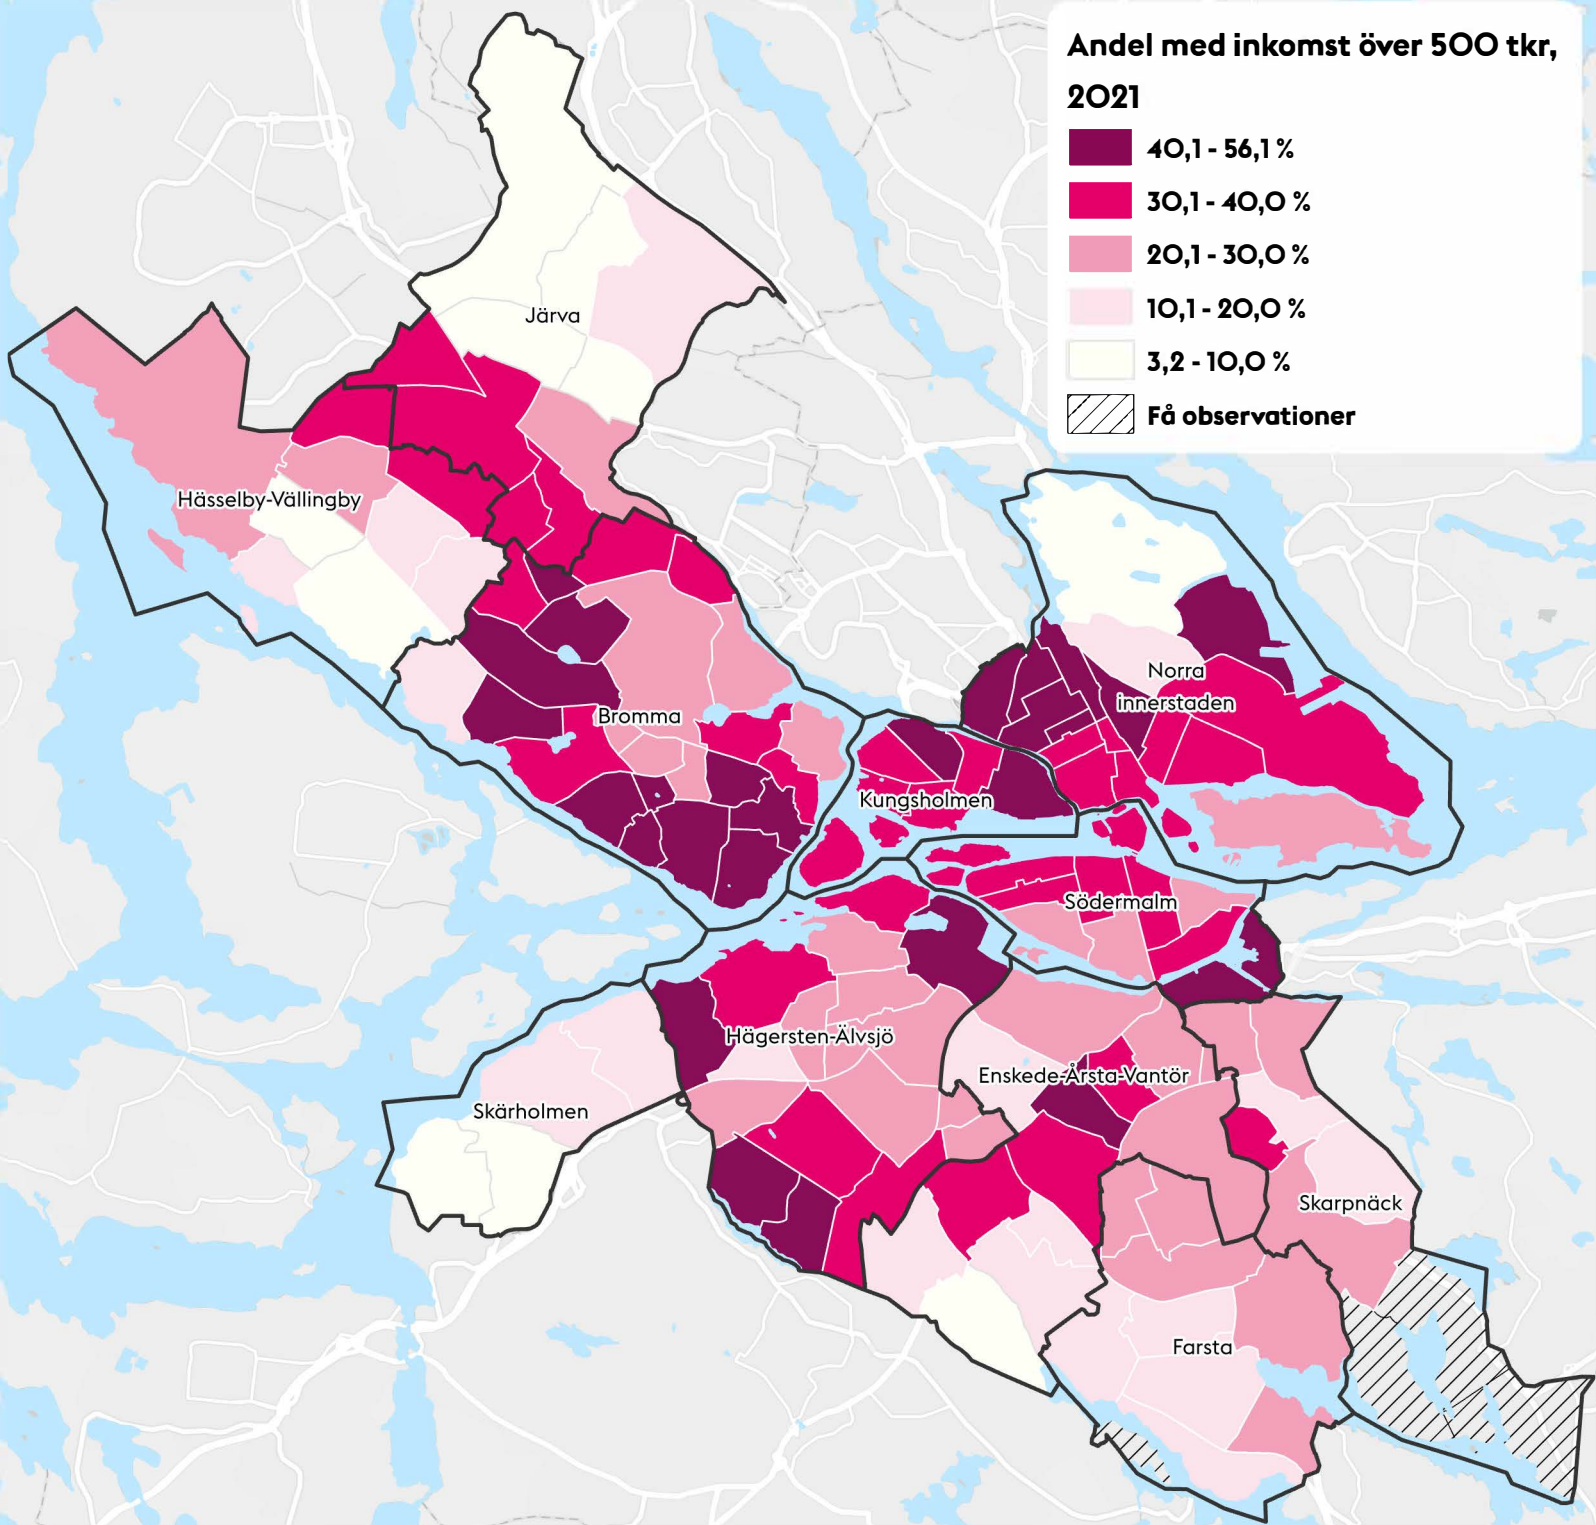 Andel med inkomst över 500 tkr,
2021
40,1 - 56,1 %
30,1 - 40,0 %
20,1 - 30,0 %
10,1 - 20,0 %
3,2 - 10,0 %
Få observationer
Järva
Hässelby-Vällingby
Norra
innerstaden
Bromma
Kungsholmen
Södermalm
Hägersten-Älvsjö
Enskede-Årsta-Vantör
Skärholmen
Skarpnäck
Farsta